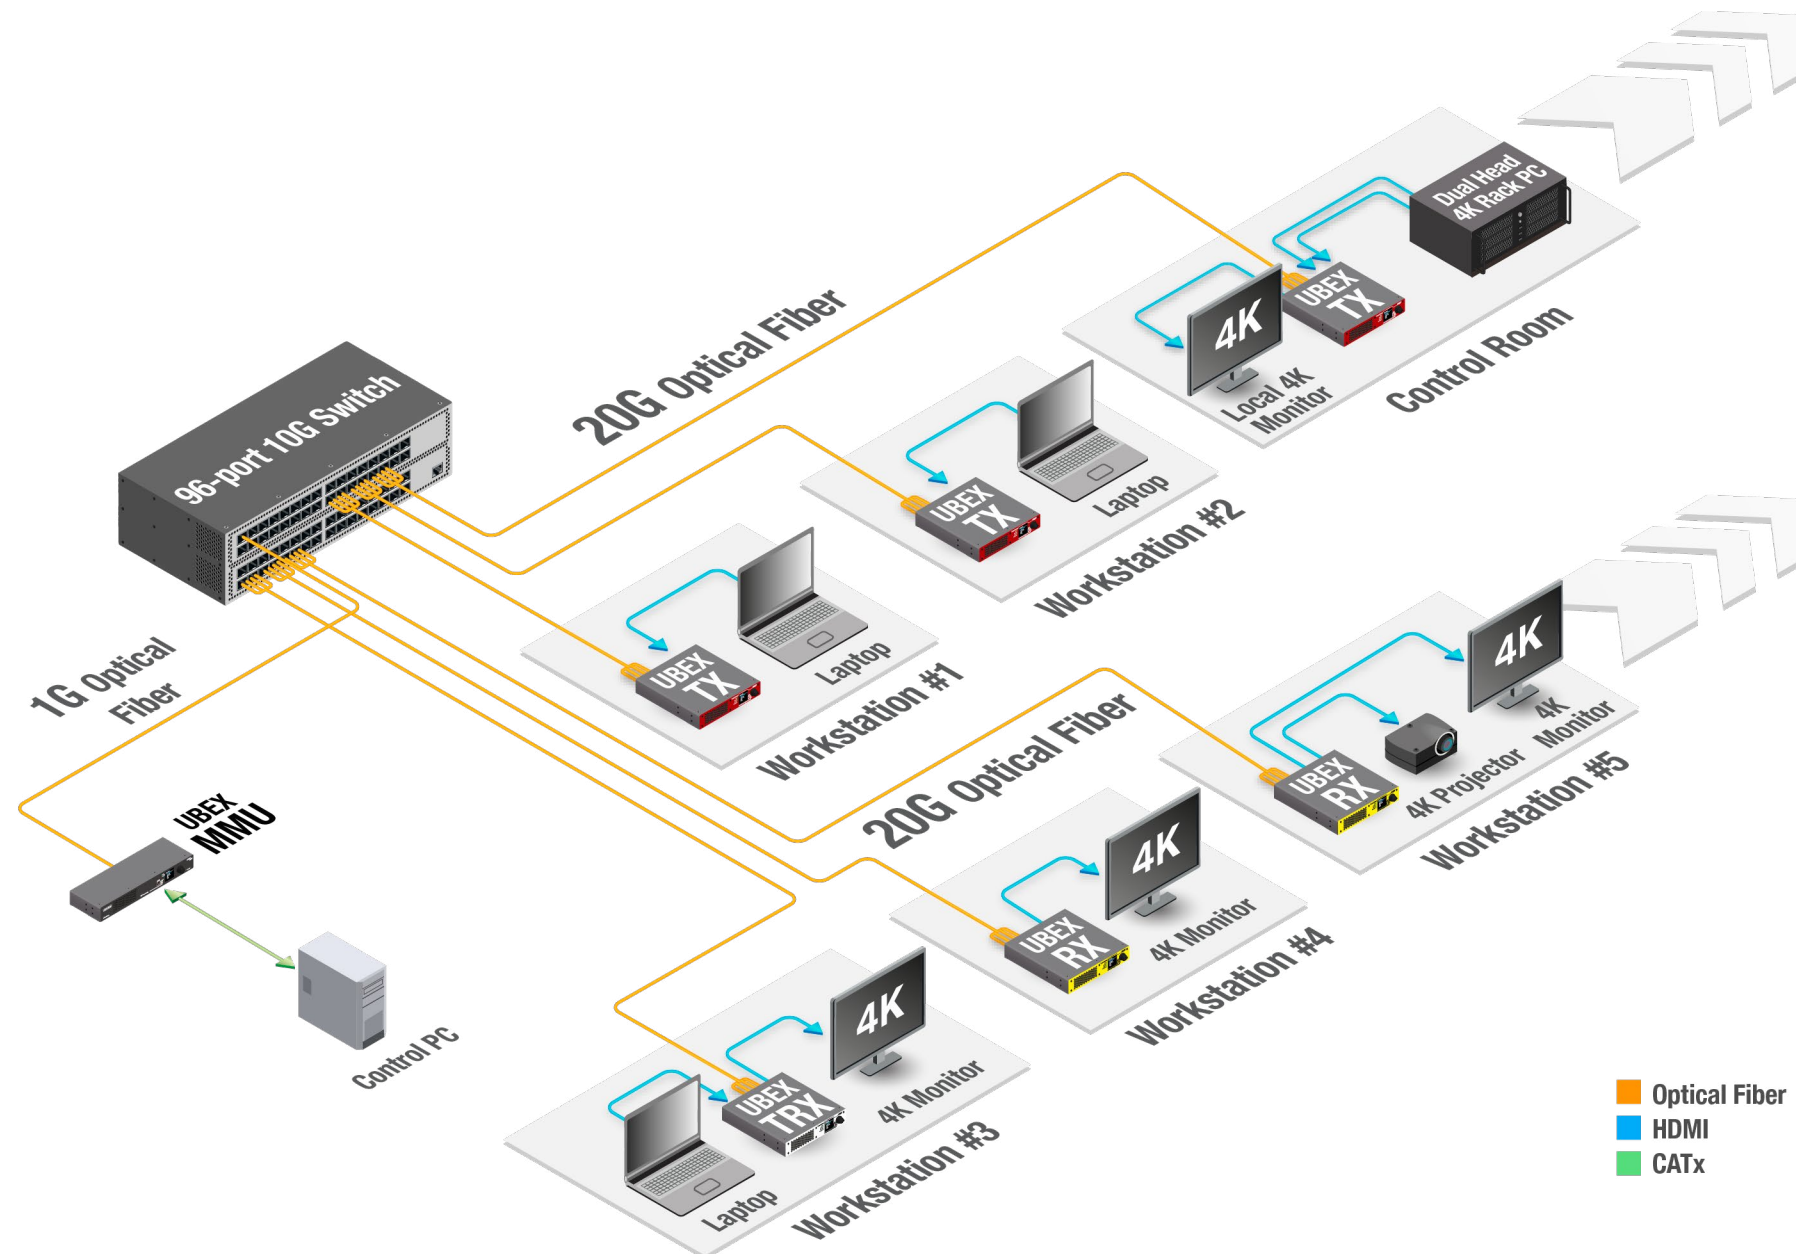 96-port 10G Switch
20G Optical Fiber
Dual Head
4K Rack PC
UBEX
TX
4K
Local 4K
Monitor
Control Room
UBEX
TX
Laptop
Workstation #2
UBEX
TX
Laptop
Workstation #1
1G Optical
Fiber
UBEX
MMU
Control PC
20G Optical Fiber
4K
4K
Monitor
UBEX
RX
4K Projector
Workstation #5
4K
UBEX
RX
4K Monitor
Workstation #4
4K
UBEX
TRX
4K Monitor
Laptop
Workstation #3
Optical Fiber
HDMI
CATx